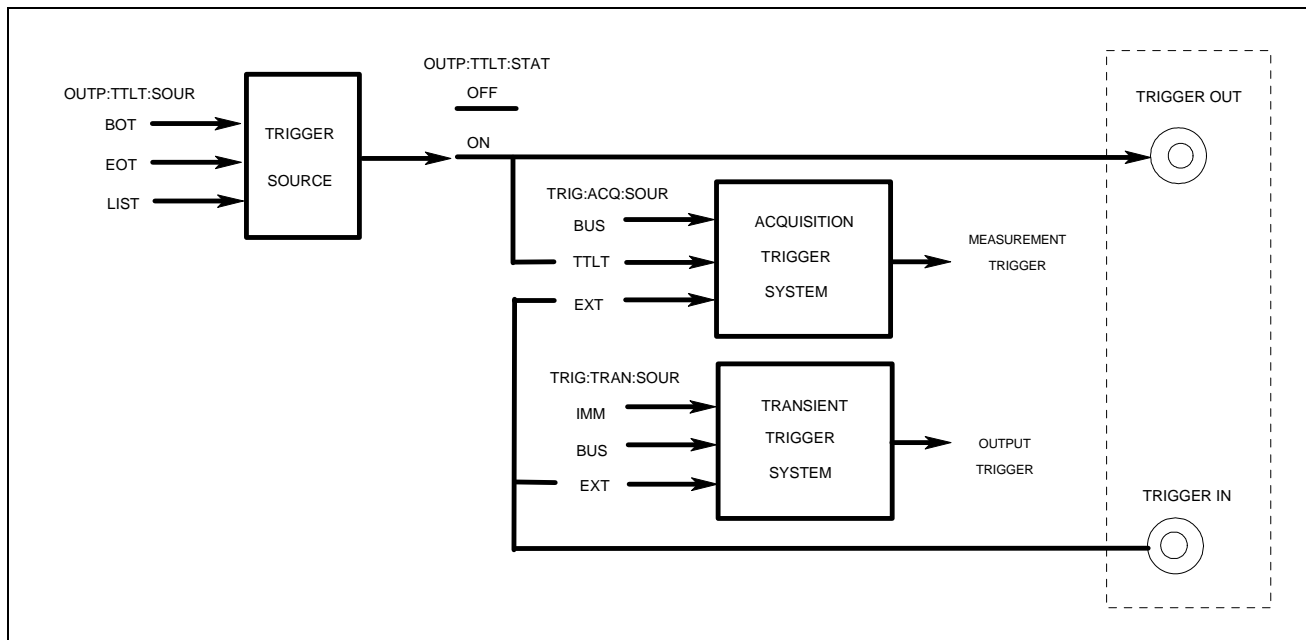 OUTP:TTLT:SOUR
BOT
EOT
LIST
TRIGGER
SOURCE
OUTP:TTLT:STAT
OFF
ON
TRIG:ACQ:SOUR
BUS
TTLT
EXT
ACQUISITION
TRIGGER
SYSTEM
MEASUREMENT
TRIGGER
TRIG:TRAN:SOUR
IMM
BUS
EXT
TRANSIENT
TRIGGER
SYSTEM
OUTPUT
TRIGGER
TRIGGER OUT
TRIGGER IN